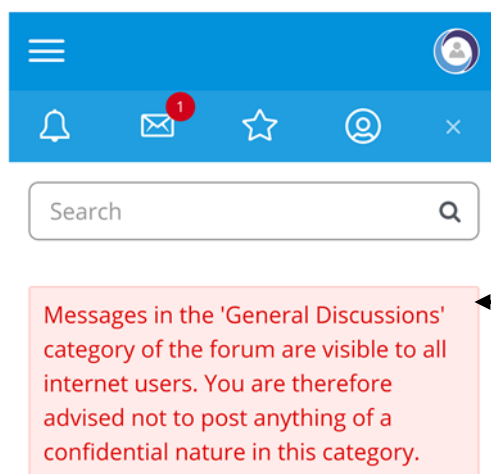 1
Search
Messages in the 'General Discussions'
category of the forum are visible to all
internet users. You are therefore
advised not to post anything of a
confidential nature in this category.